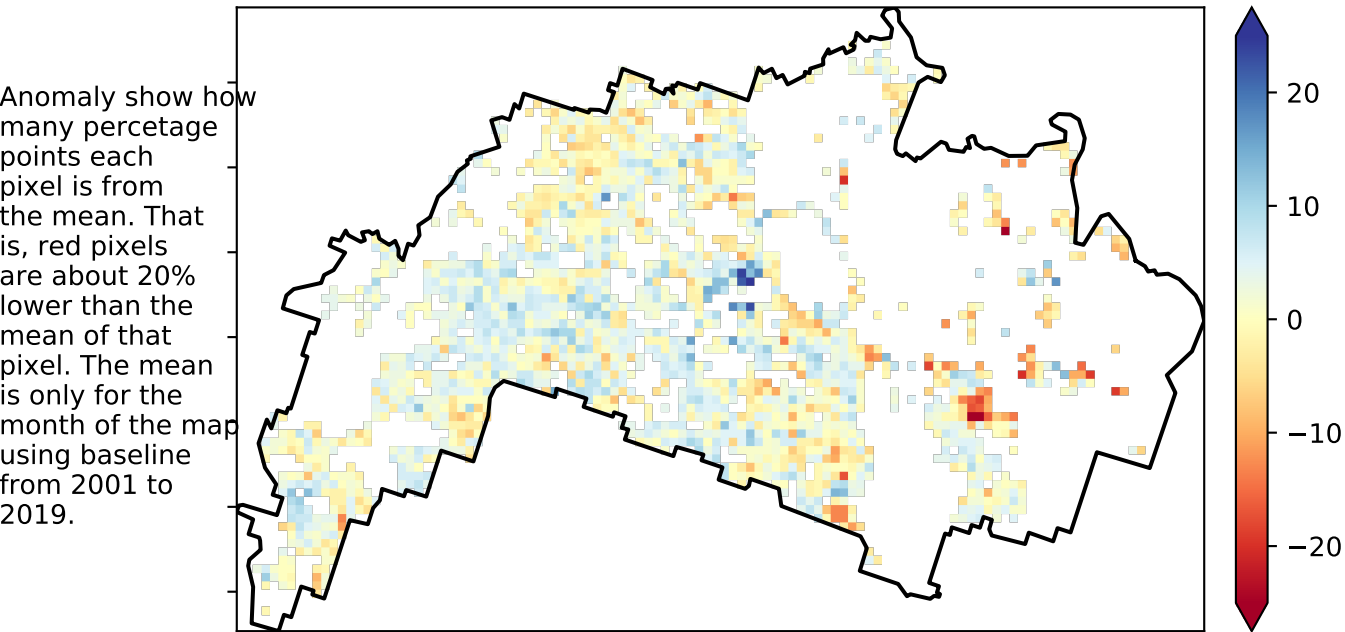 Anomaly show how
many percetage
points each
pixel is from
the mean. That
is, red pixels
are about 20%
lower than the
mean of that
pixel. The mean
is only for the
month of the map
using baseline
from 2001 to
2019.
20
10
0
−10
−20